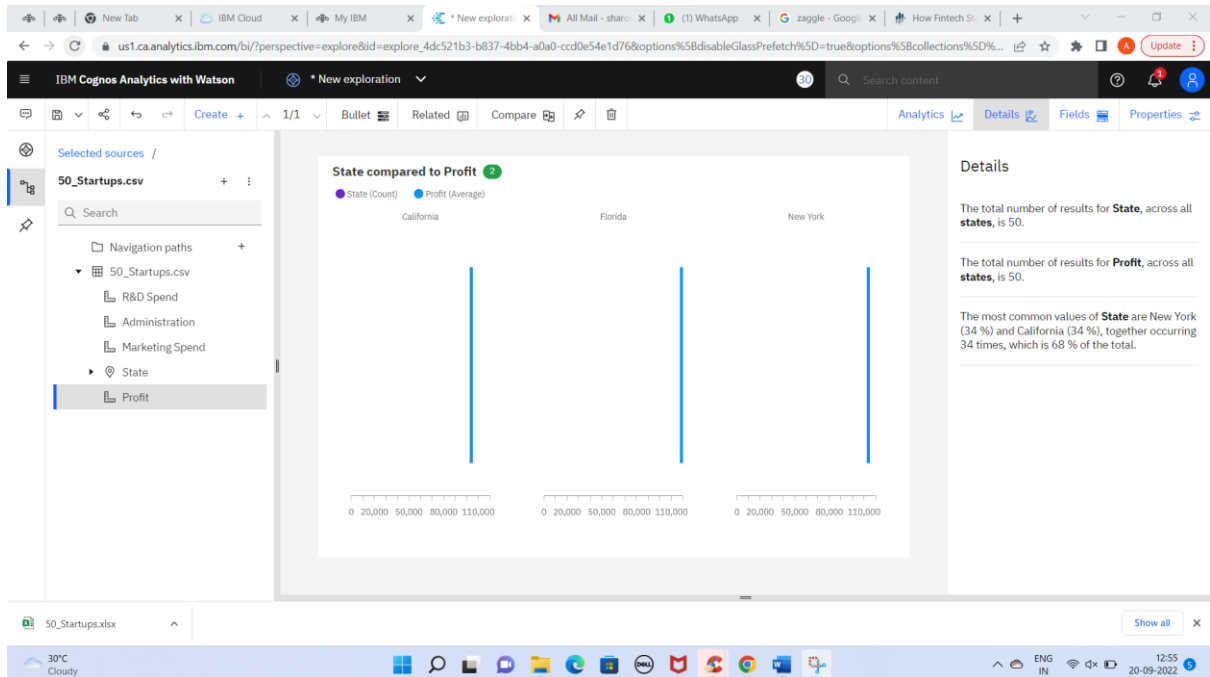 New Tab
IBM Cloud
My IBM
* New explorati
All Mail - sharo
(1) WhatsApp
zaggle - Googl
How Fintech St
us1.ca.analytics.ibm.com/bi/?perspective=explore&id=explore_4dc521b3-b837-4bb4-a0a0-ccd0e54e1d76&options%5BdisableGlassPrefetch%5D=true&options%5Bcollections%5D%...
A
Update
IBM Cognos Analytics with Watson
* New exploration
30
Search content
1
Create +
1/1
Bullet
Related
Compare
Analytics
Details
Fields
Properties
Selected sources /
50_Startups.csv
Search
Navigation paths
50_Startups.csv
R&D Spend
Administration
Marketing Spend
State
Profit
State compared to Profit 2
State (Count)
Profit (Average)
California
Florida
New York
0 20,000 50,000 80,000 110,000
0 20,000 50,000 80,000 110,000
0 20,000 50,000 80,000 110,000
Details
The total number of results for State, across all
states, is 50.
The total number of results for Profit, across all
states, is 50.
The most common values of State are New York
(34 %) and California (34 %), together occurring
34 times, which is 68 % of the total.
50_Startups.xlsx
Show all
30°C
Cloudy
DELL
ENG
IN
12:55
20-09-2022
5